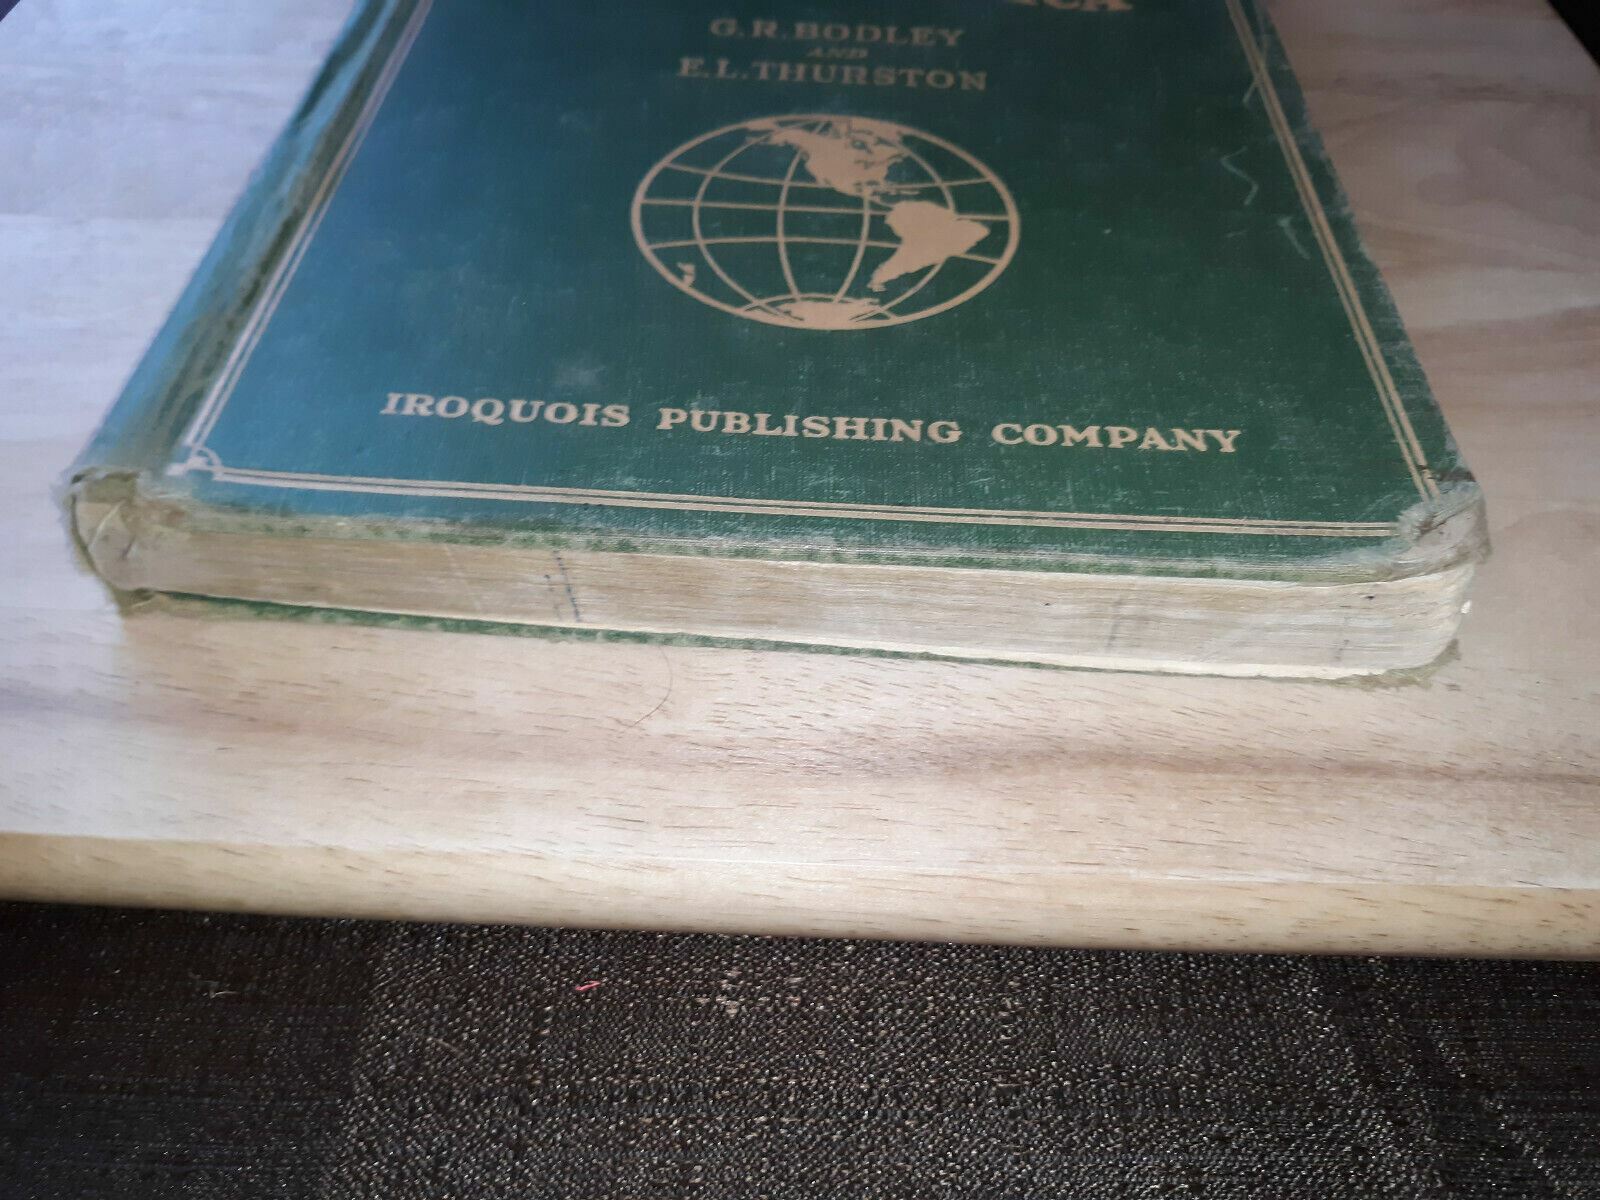 G.R.BODLEY
AND
E.L.THURSTON
IROQUOIS PUBLISHING COMPANY